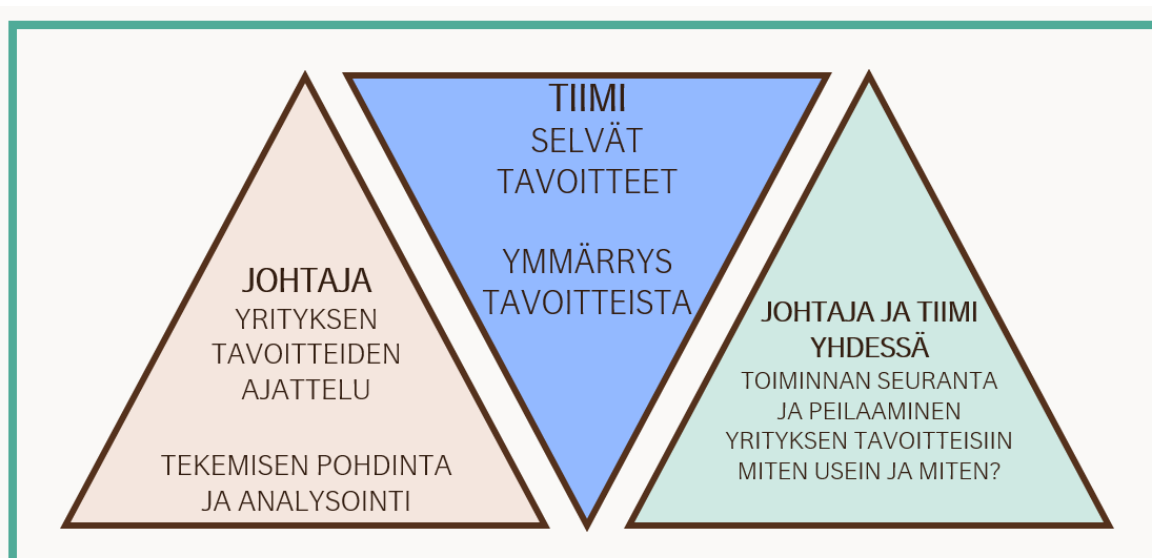 JOHTAJA
YRITYKSEN
TAVOITTEIDEN
AJATTELU
TEKEMISEN POHDINTA
JA ANALYSOINTI
TIIMI
SELVÄT
TAVOITTEET
YMMÄRRYS
TAVOITTEISTA
JOHTAJA JA TIIMI
YHDESSÄ
TOIMINNAN SEURANTA
JA PEILAAMINEN
YRITYKSEN TAVOITTEISIIN
MITEN USEIN JA MITEN?